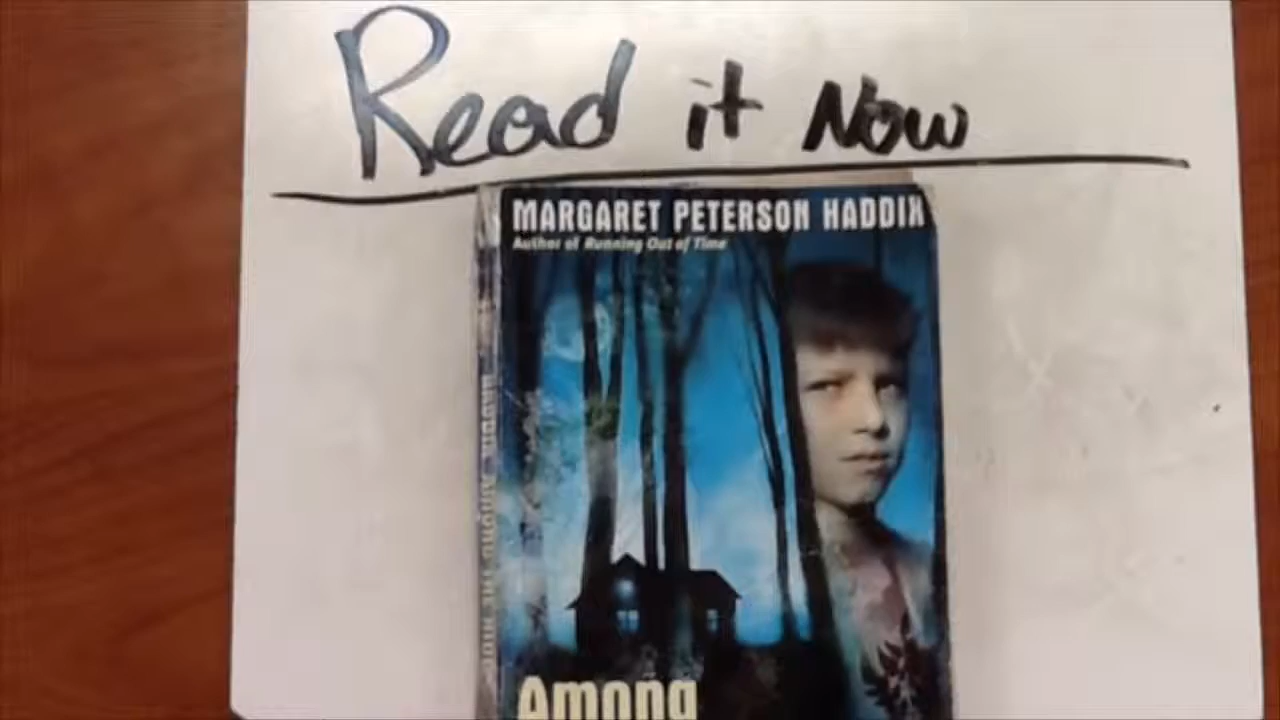 Read it Now
MARGARET PETERSON HADDIX
Author of Running Out of Time
Among